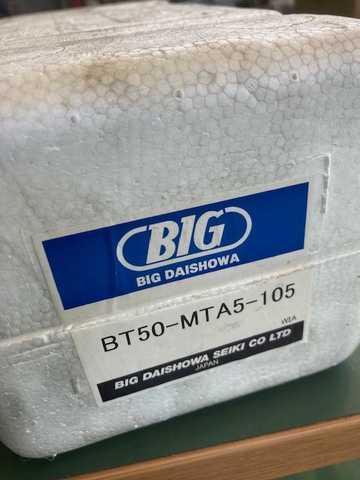 BIG
BIG DAISHOWA
BT50-MTA5-105
WIA
BIG DAISHOWA SEIKI CO LTD
JAPAN